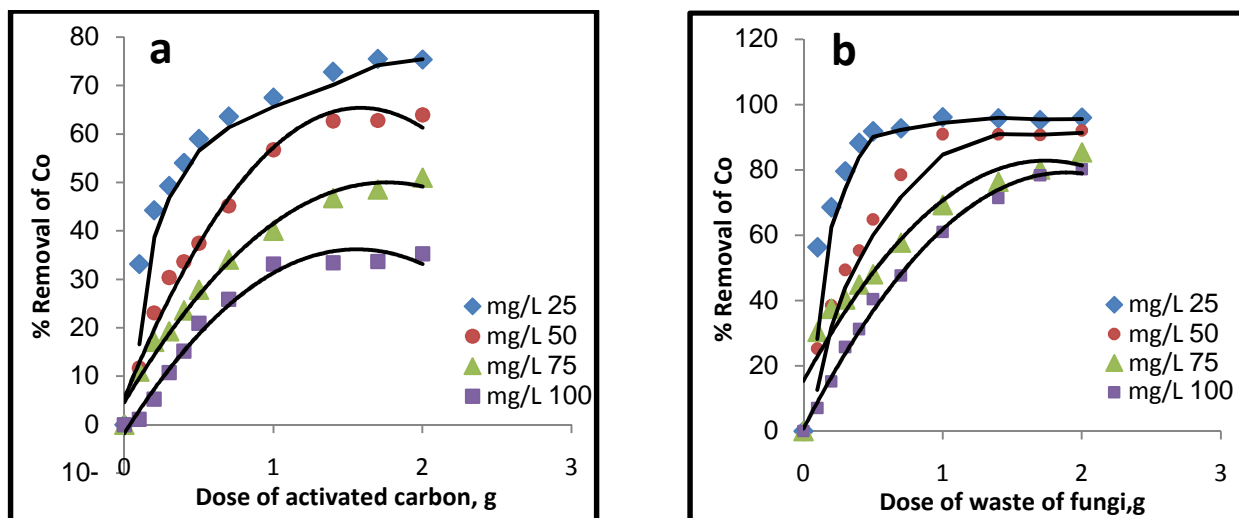 a
80
70
60
50
40
30
20
10
0
10-
% Removal of Co
0 1 2 3
Dose of activated carbon, g
mg/L 25
mg/L 50
mg/L 75
mg/L 100
b
120
100
80
60
40
20
0
% Removal of Co
0 1 2 3
Dose of waste of fungi,g
mg/L 25
mg/L 50
mg/L 75
mg/L 100